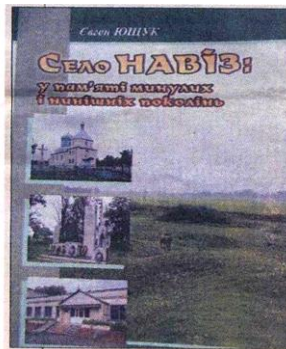 Євген ЮЩУК
СЕЛО НАВІЗ:
у пам'яті минулих
і нинішніх поколінь